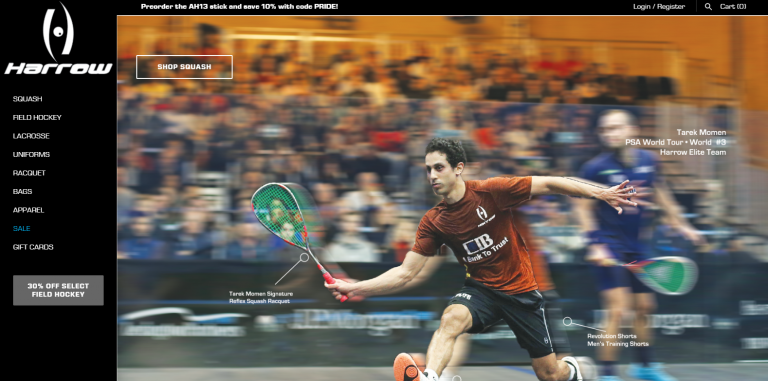 Preorder the AH13 stick and save 10% with code PRIDE!
Login / Register
Cart (0)
Harrow
SQUASH
FIELD HOCKEY
LACROSSE
UNIFORMS
RACQUET
BAGS
APPAREL
SALE
GIFT CARDS
30% OFF SELECT
FIELD HOCKEY
SHOP SQUASH
Tarek Momen
PSA World Tour • World #3
Harrow Elite Team
HARROW
CIB
A Bank To Trust
Tarek Momen Signature
Reflex Squash Racquet
J.P.Morgan
Revolution Shorts
Men's Training Shorts